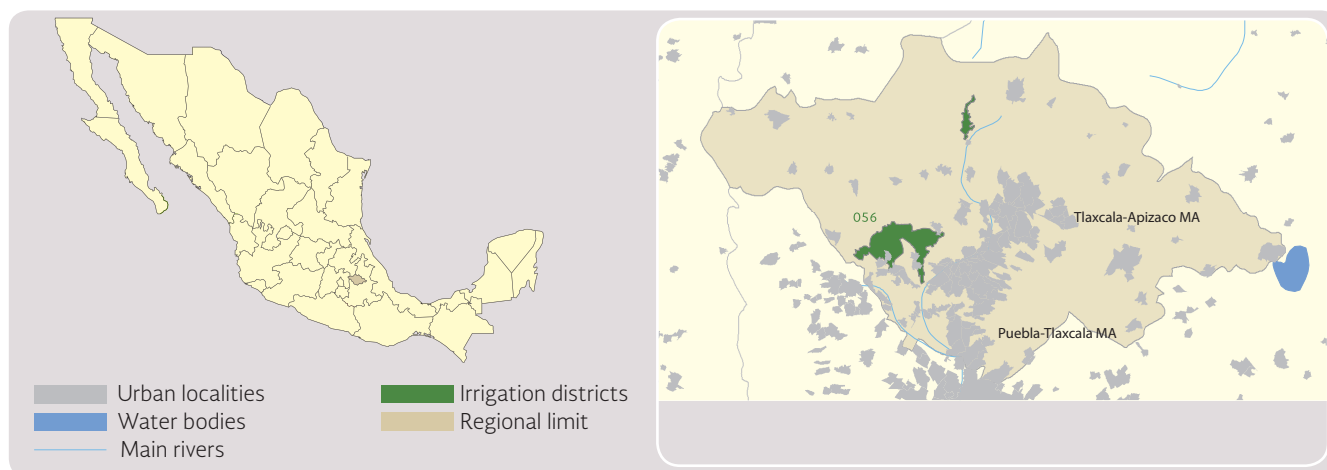 056
Tlaxcala-Apizaco MA
Puebla-Tlaxcala MA
Urban localities
Water bodies
Main rivers
Irrigation districts
Regional limit